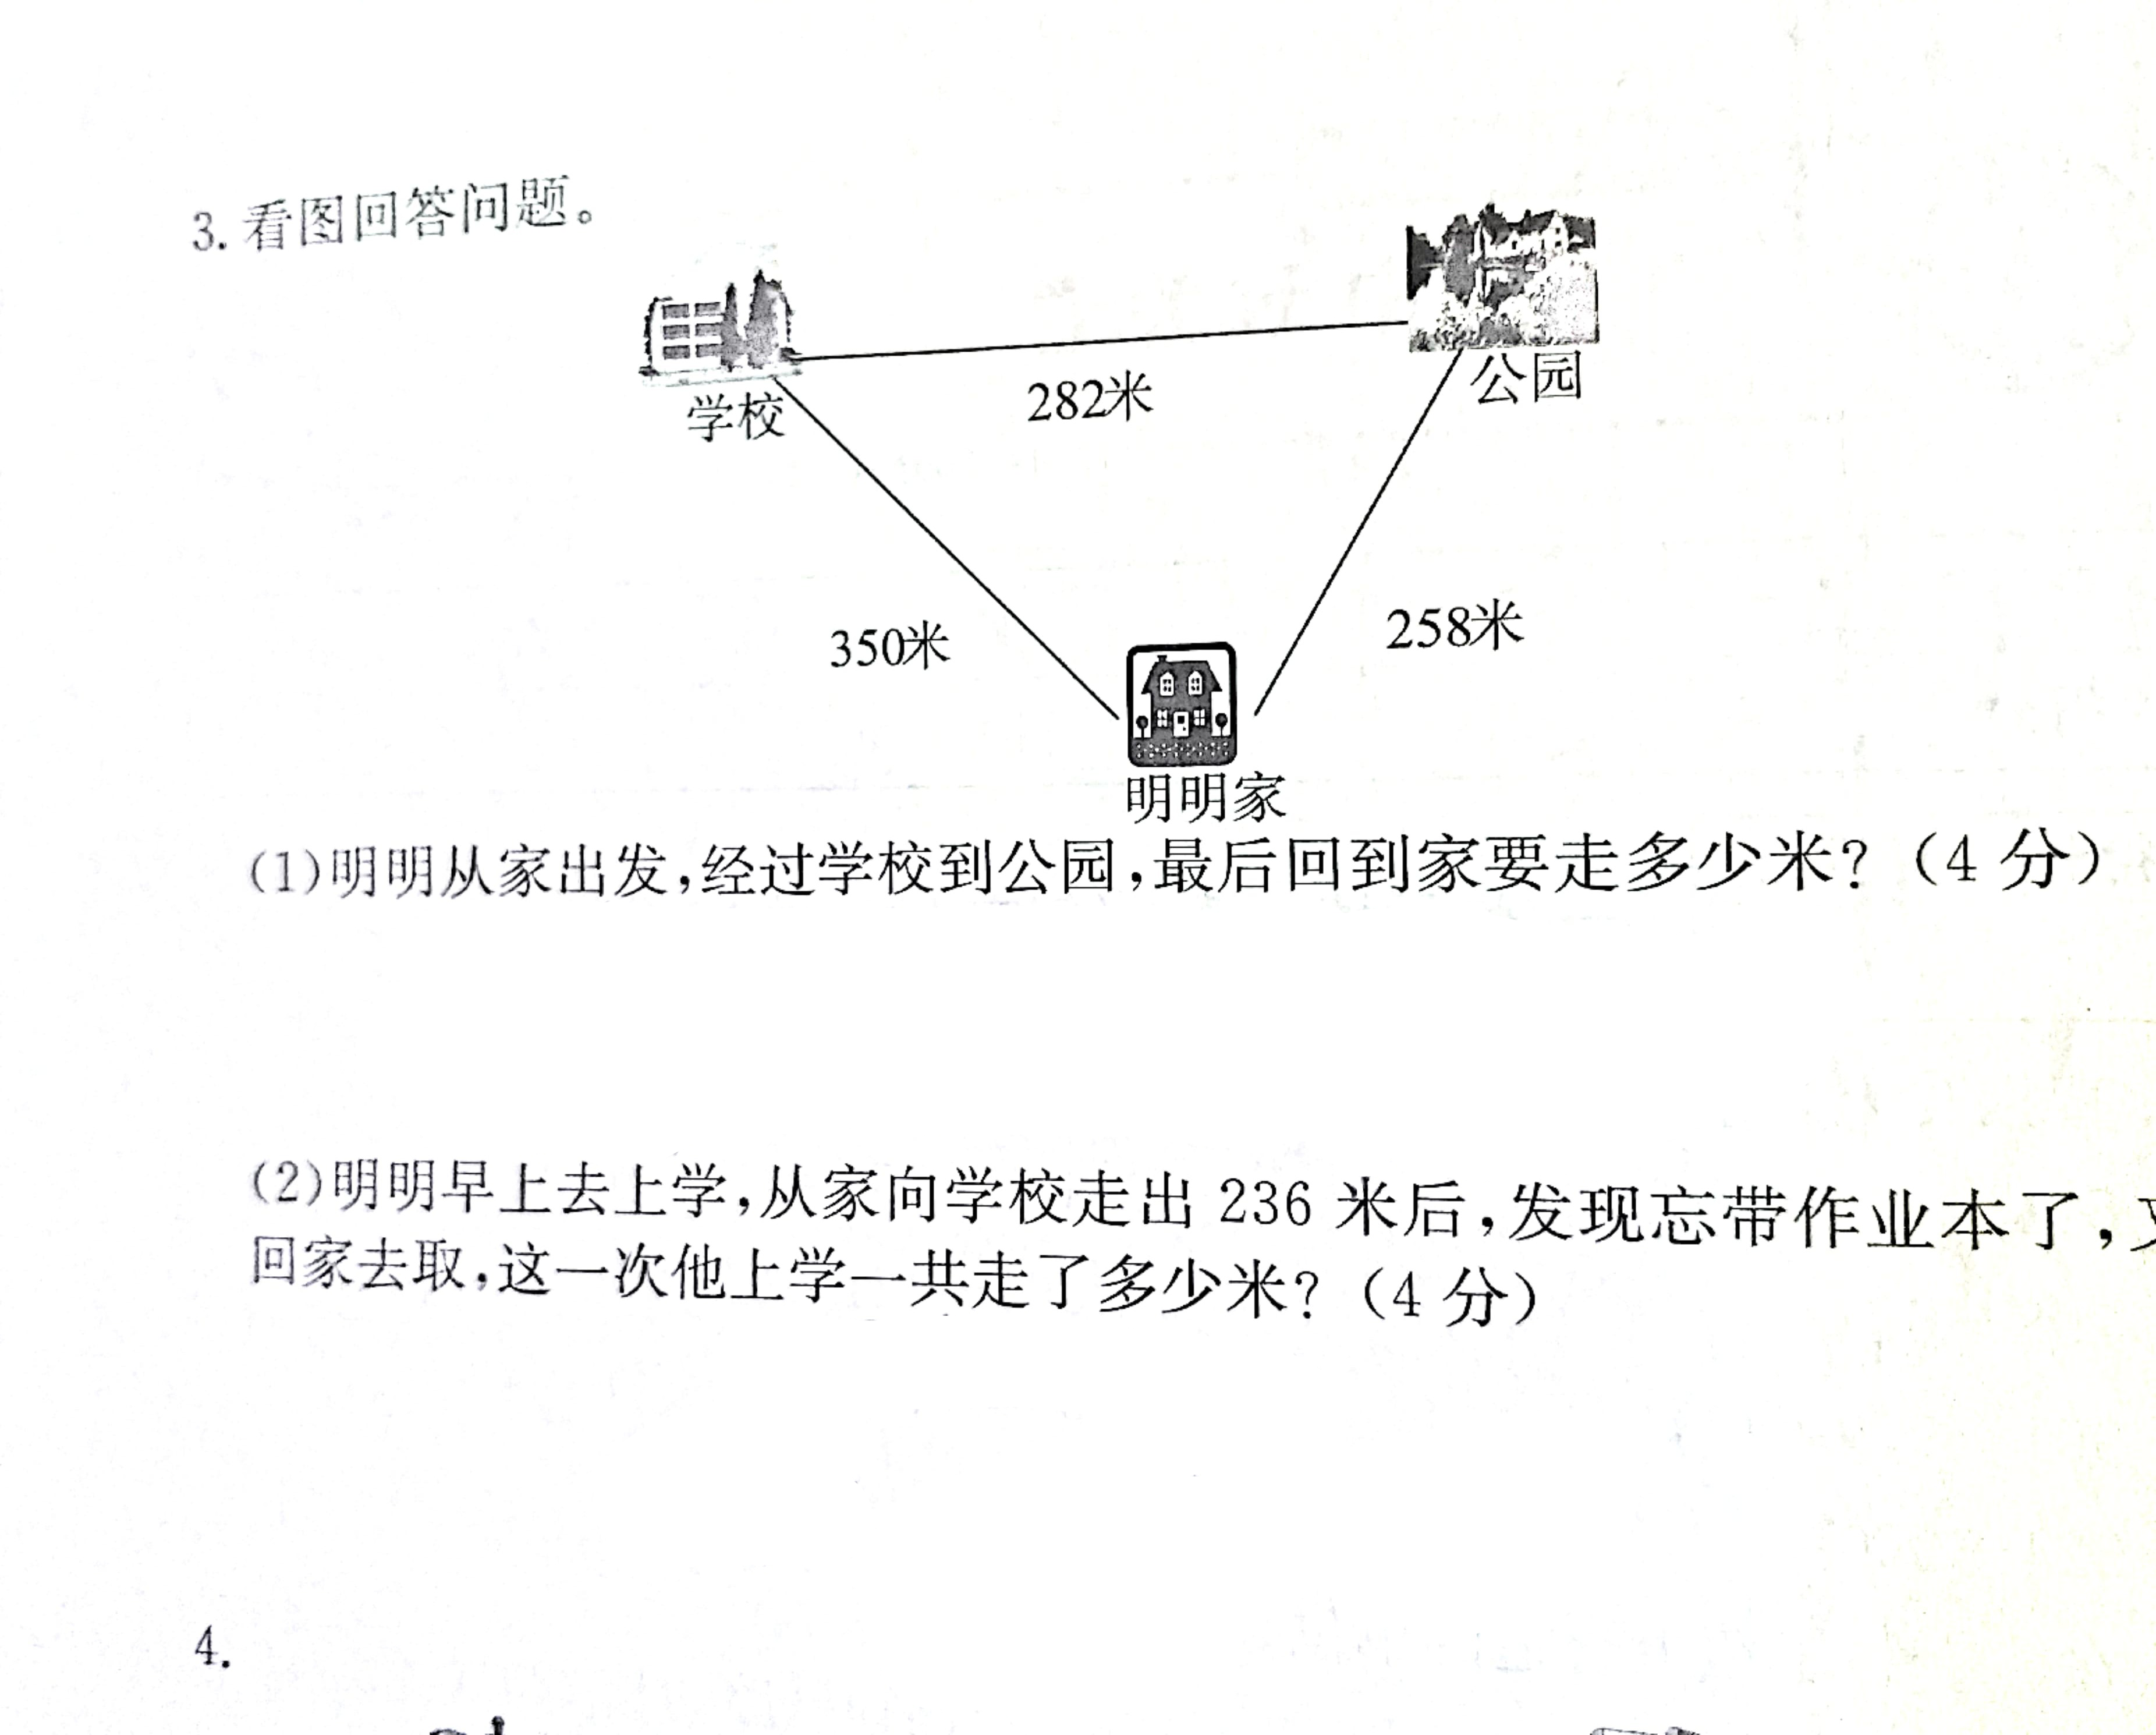 3. 看图回答问题。
公园
282米
学校
350米
258米
明明家
(1)明明从家出发,经过学校到公园,最后回到家要走多少米?(4 分)
(2)明明早上去上学,从家向学校走出 236 米后,发现忘带作业本了,
回家去取,这一次他上学一共走了多少米?(4 分)
4.